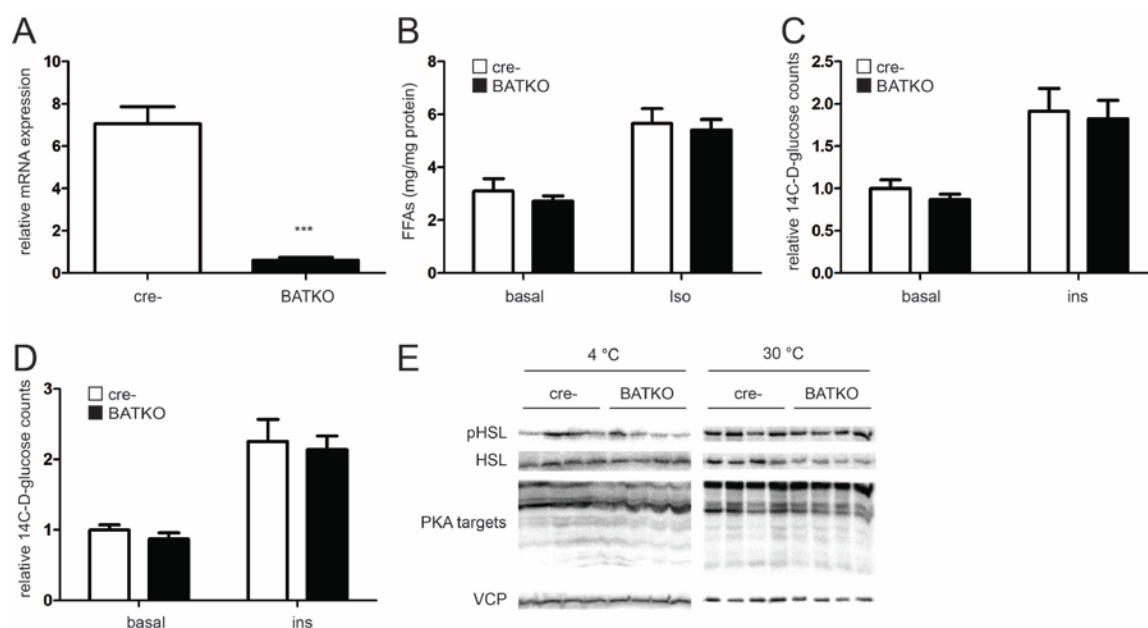 A
relative mRNA expression
10
8
6
4
2
0
***
cre-
BATKO
B
FFAs (mg/mg protein)
8
6
4
2
0
cre-
BATKO
basal
Iso
C
relative 14C-D-glucose counts
2.5
2.0
1.5
1.0
0.5
0.0
cre-
BATKO
basal
ins
D
relative 14C-D-glucose counts
3
2
1
0
cre-
BATKO
basal
ins
E
4 °C
30 °C
cre-
BATKO
cre-
BATKO
pHSL
HSL
PKA targets
VCP